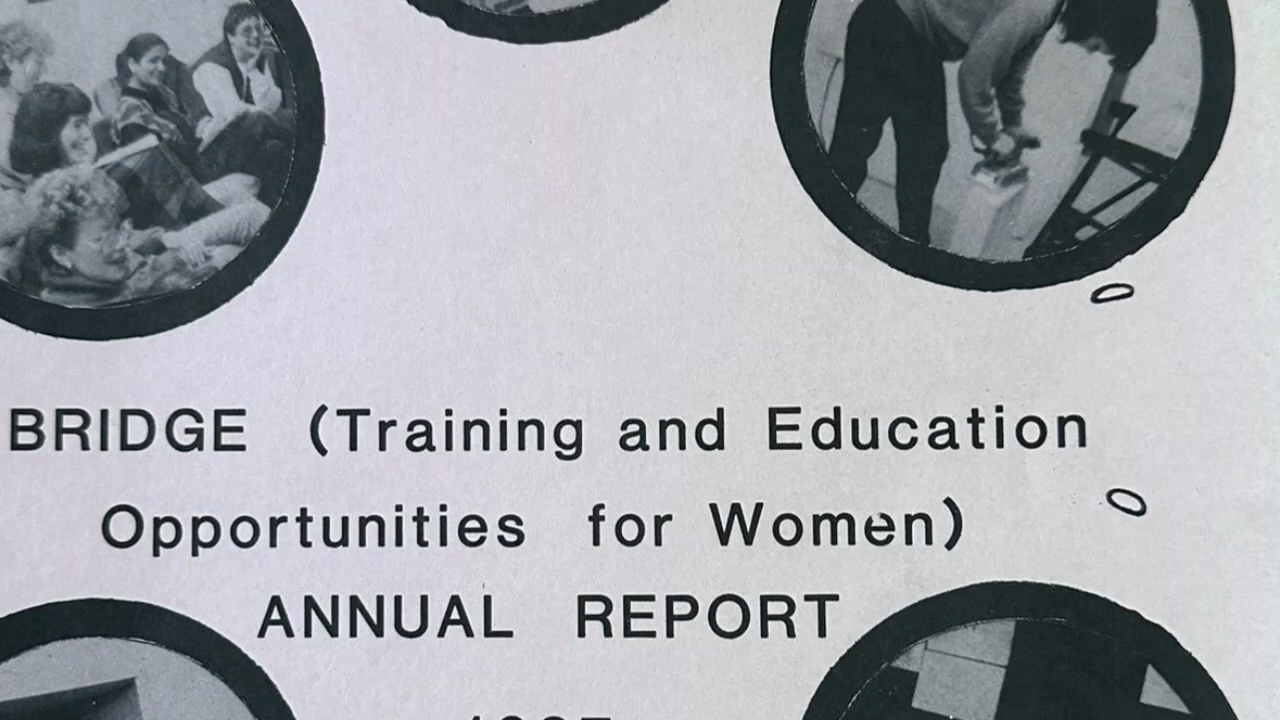 BRIDGE (Training and Education
Opportunities for Women)
ANNUAL REPORT